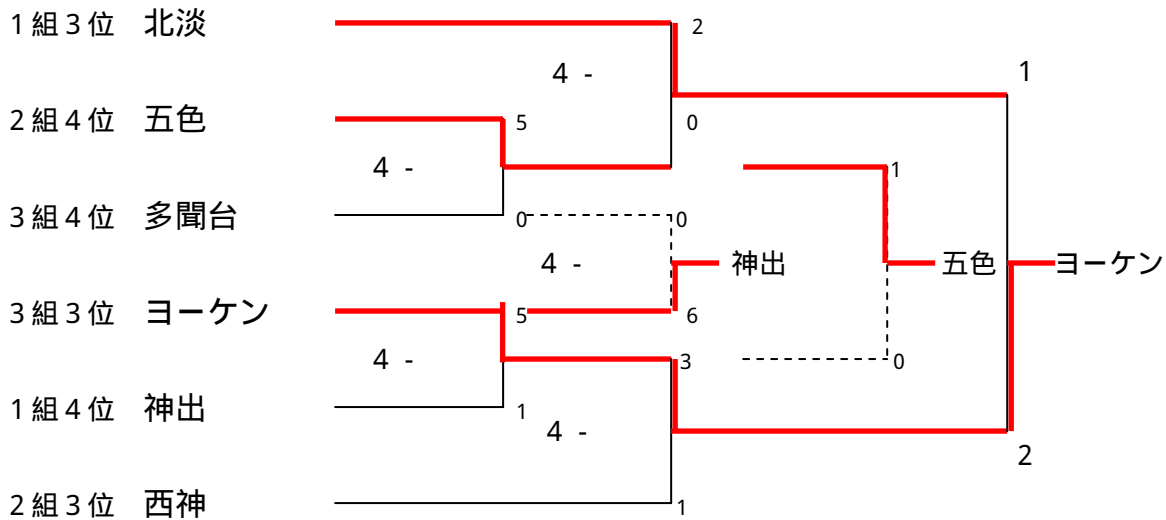 1組3位 北淡 2
4 - 1
2組4位 五色 5 0
4 - 1
3組4位 多聞台 0 0
4 - 神出 五色 ヨーケン
3組3位 ヨーケン 5 6
4 - 3 0
1組4位 神出 1
4 -
2
2組3位 西神 1